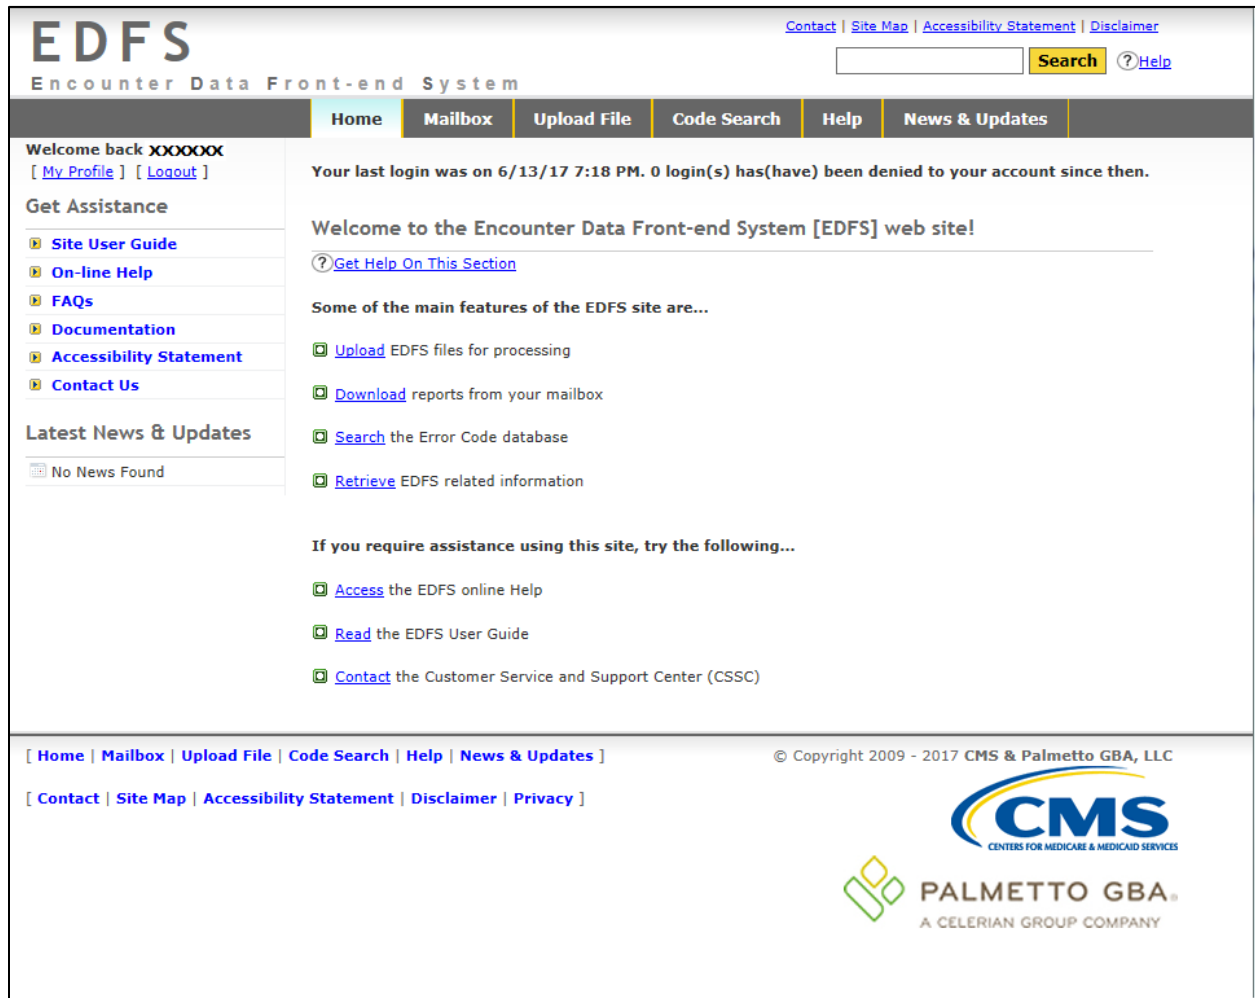 EDFS
Encounter Data Front-end System
Contact | Site Map | Accessibility Statement | Disclaimer
Search ?Help
Home Mailbox Upload File Code Search Help News & Updates
Welcome back XXXXXX
[ My Profile ] [ Logout ]
Get Assistance
Site User Guide
On-line Help
FAQs
Documentation
Accessibility Statement
Contact Us
Latest News & Updates
No News Found
Your last login was on 6/13/17 7:18 PM. 0 login(s) has(have) been denied to your account since then.
Welcome to the Encounter Data Front-end System [EDFS] web site!
?Get Help On This Section
Some of the main features of the EDFS site are...
Upload EDFS files for processing
Download reports from your mailbox
Search the Error Code database
Retrieve EDFS related information
If you require assistance using this site, try the following...
Access the EDFS online Help
Read the EDFS User Guide
Contact the Customer Service and Support Center (CSSC)
[ Home | Mailbox | Upload File | Code Search | Help | News & Updates ]
[ Contact | Site Map | Accessibility Statement | Disclaimer | Privacy ]
© Copyright 2009 - 2017 CMS & Palmetto GBA, LLC
CMS
CENTERS FOR MEDICARE & MEDICAID SERVICES
PALMETTO GBA®
A CELERIAN GROUP COMPANY